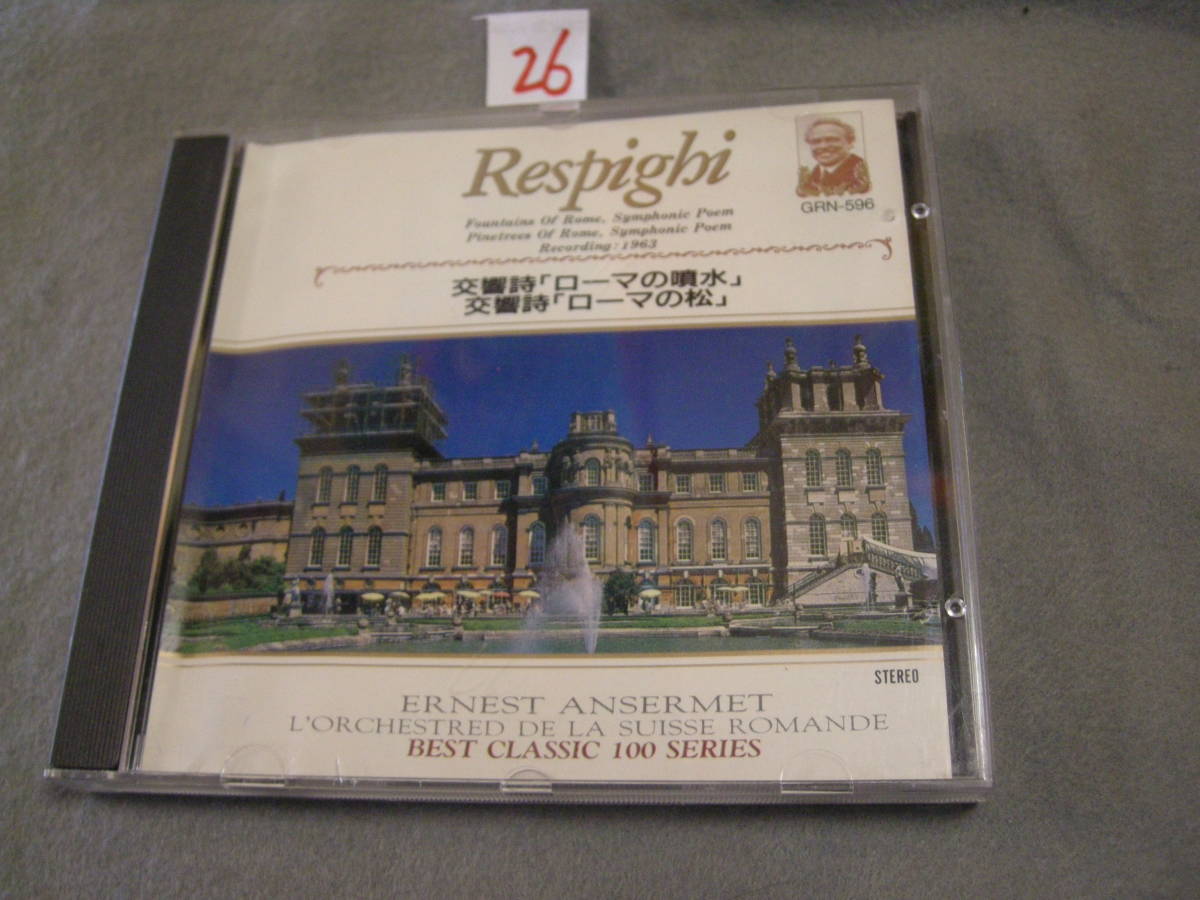 26
Respighi
GRN-596
Fountains Of Rome, Symphonic Poem
Pinetrees Of Rome, Symphonic Poem
Recording: 1963
交響詩「ローマの噴水」
交響詩「ローマの松」
STEREO
ERNEST ANSERMET
L'ORCHESTRED DE LA SUISSE ROMANDE
BEST CLASSIC 100 SERIES